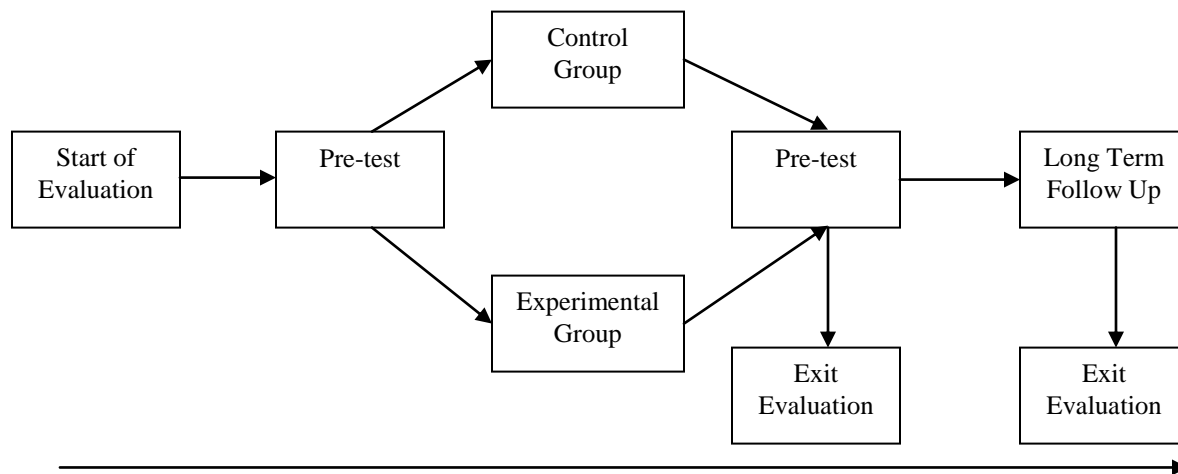 Control
Group
Start of
Evaluation
Pre-test
Pre-test
Long Term
Follow Up
Experimental
Group
Exit
Evaluation
Exit
Evaluation